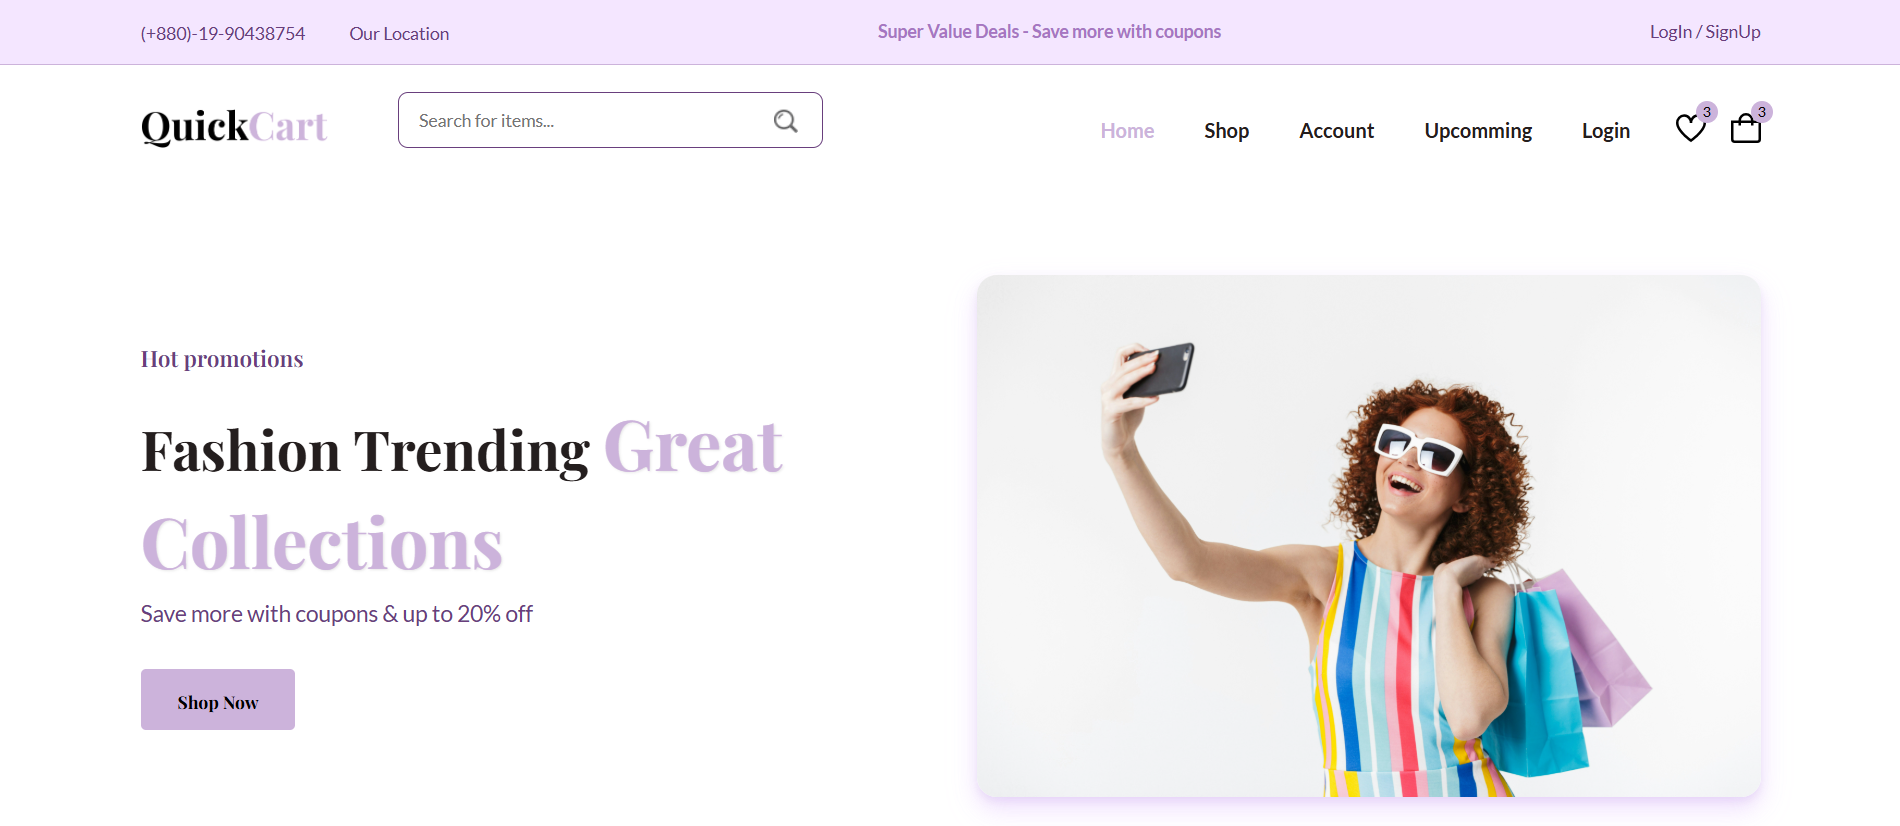 (+880)-19-90438754 Our Location Super Value Deals - Save more with coupons LogIn / SignUp
QuickCart Search for items... Home Shop Account Upcomming Login 3 3
Hot promotions
Fashion Trending Great
Collections
Save more with coupons & up to 20% off
Shop Now